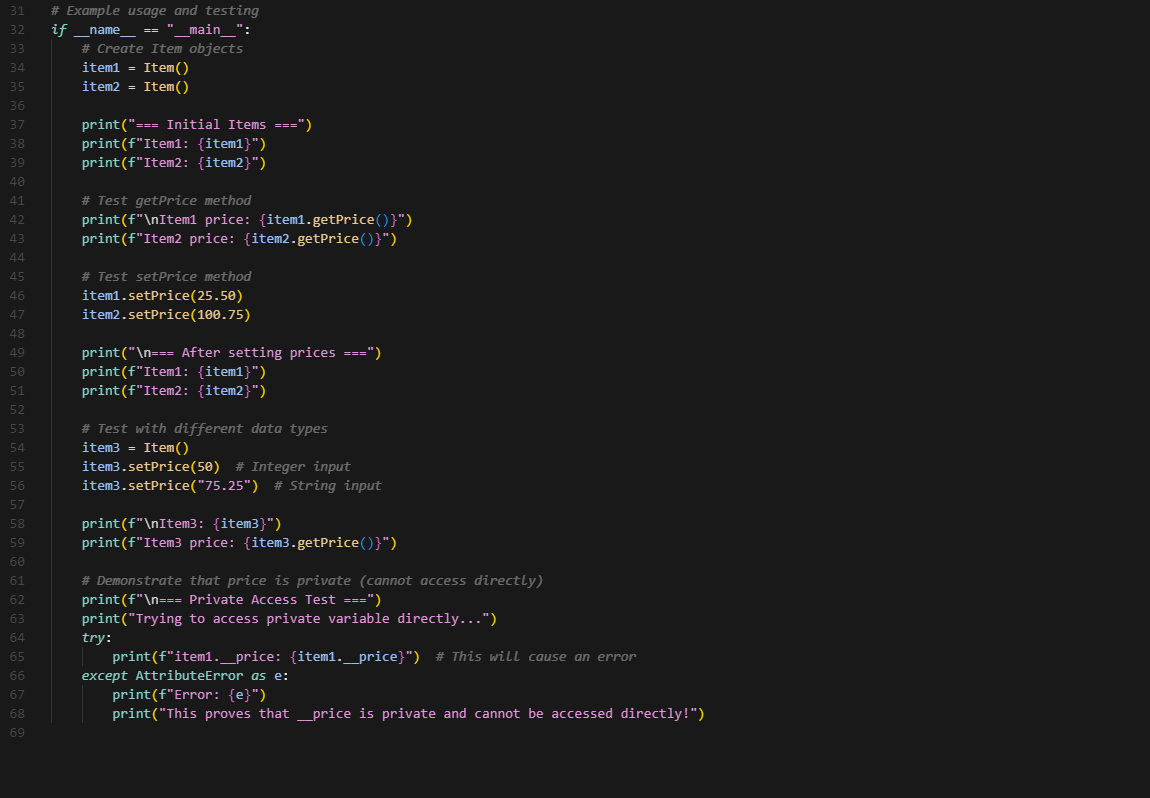 31 # Example usage and testing
32 if __name__ == "__main__":
33     # Create Item objects
34     item1 = Item()
35     item2 = Item()
36
37     print("=== Initial Items ===")
38     print(f"Item1: {item1}")
39     print(f"Item2: {item2}")
40
41     # Test getPrice method
42     print(f"\nItem1 price: {item1.getPrice()}")
43     print(f"Item2 price: {item2.getPrice()}")
44
45     # Test setPrice method
46     item1.setPrice(25.50)
47     item2.setPrice(100.75)
48
49     print("\n=== After setting prices ===")
50     print(f"Item1: {item1}")
51     print(f"Item2: {item2}")
52
53     # Test with different data types
54     item3 = Item()
55     item3.setPrice(50)  # Integer input
56     item3.setPrice("75.25")  # String input
57
58     print(f"\nItem3: {item3}")
59     print(f"Item3 price: {item3.getPrice()}")
60
61     # Demonstrate that price is private (cannot access directly)
62     print(f"\n=== Private Access Test ===")
63     print("Trying to access private variable directly...")
64     try:
65         print(f"item1.__price: {item1.__price}")  # This will cause an error
66     except AttributeError as e:
67         print(f"Error: {e}")
68         print("This proves that __price is private and cannot be accessed directly!")
69